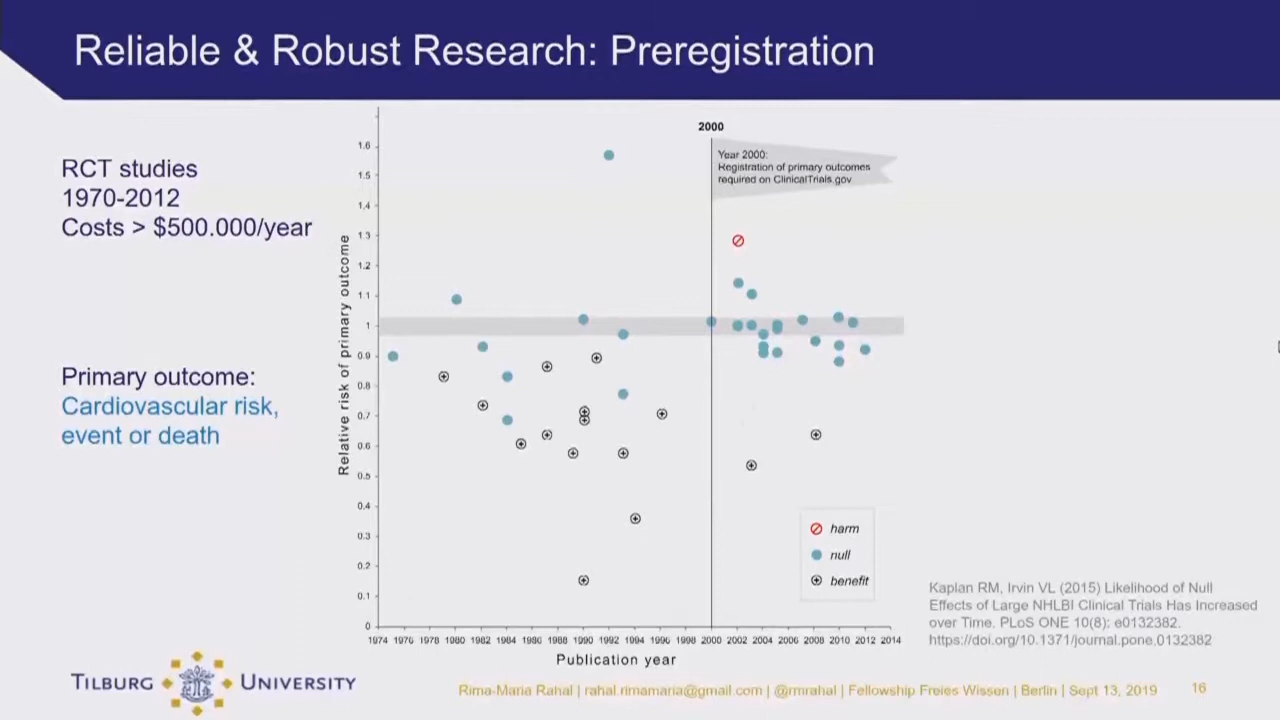 Reliable & Robust Research: Preregistration
RCT studies
1970-2012
Costs > $500.000/year
Primary outcome:
Cardiovascular risk,
event or death
2000
Year 2000:
Registration of primary outcomes
required on ClinicalTrials.gov
Relative risk of primary outcome
1.6
1.5
1.4
1.3
1.2
1.1
1
0.9
0.8
0.7
0.6
0.5
0.4
0.3
0.2
0.1
0
harm
null
benefit
1974 1976 1978 1980 1982 1984 1986 1988 1990 1992 1994 1996 1998 2000 2002 2004 2006 2008 2010 2012 2014
Publication year
Kaplan RM, Irvin VL (2015) Likelihood of Null
Effects of Large NHLBI Clinical Trials Has Increased
over Time. PLoS ONE 10(8): e0132382.
https://doi.org/10.1371/journal.pone.0132382
TILBURG UNIVERSITY
Rima-Maria Rahal | rahal.rimamaria@gmail.com | @rmrahal | Fellowship Freies Wissen | Berlin | Sept 13, 2019
16